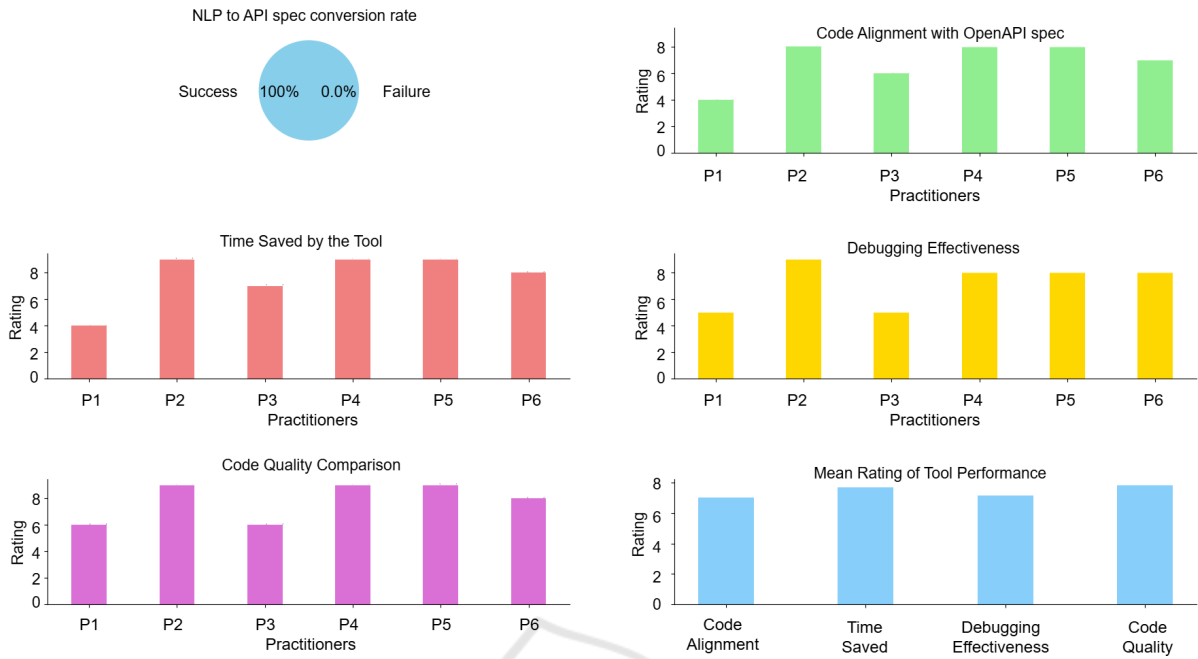 NLP to API spec conversion rate
Success 100% 0.0% Failure
Code Alignment with OpenAPI spec
Rating
8
6
4
2
0
P1 P2 P3 P4 P5 P6
Practitioners
Time Saved by the Tool
Rating
8
6
4
2
0
P1 P2 P3 P4 P5 P6
Practitioners
Debugging Effectiveness
Rating
8
6
4
2
0
P1 P2 P3 P4 P5 P6
Practitioners
Code Quality Comparison
Rating
8
6
4
2
0
P1 P2 P3 P4 P5 P6
Practitioners
Mean Rating of Tool Performance
Rating
8
6
4
2
0
Code Alignment
Time Saved
Debugging Effectiveness
Code Quality